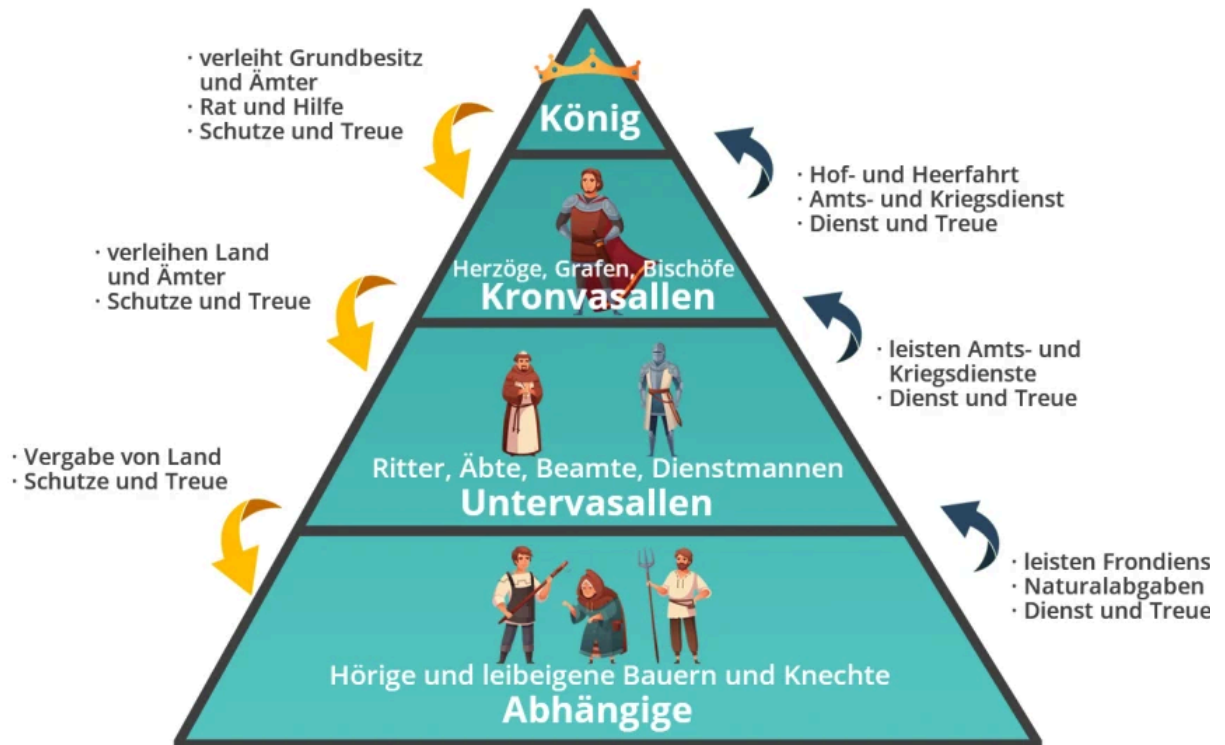 · verleiht Grundbesitz
und Ämter
· Rat und Hilfe
· Schutze und Treue
König
· Hof- und Heerfahrt
· Amts- und Kriegsdienst
· Dienst und Treue
· verleihen Land
und Ämter
· Schutze und Treue
Herzöge, Grafen, Bischöfe
Kronvasallen
· leisten Amts- und
Kriegsdienste
· Dienst und Treue
· Vergabe von Land
· Schutze und Treue
Ritter, Äbte, Beamte, Dienstmannen
Untervasallen
· leisten Frondiens
· Naturalabgaben
· Dienst und Treue
Hörige und leibeigene Bauern und Knechte
Abhängige